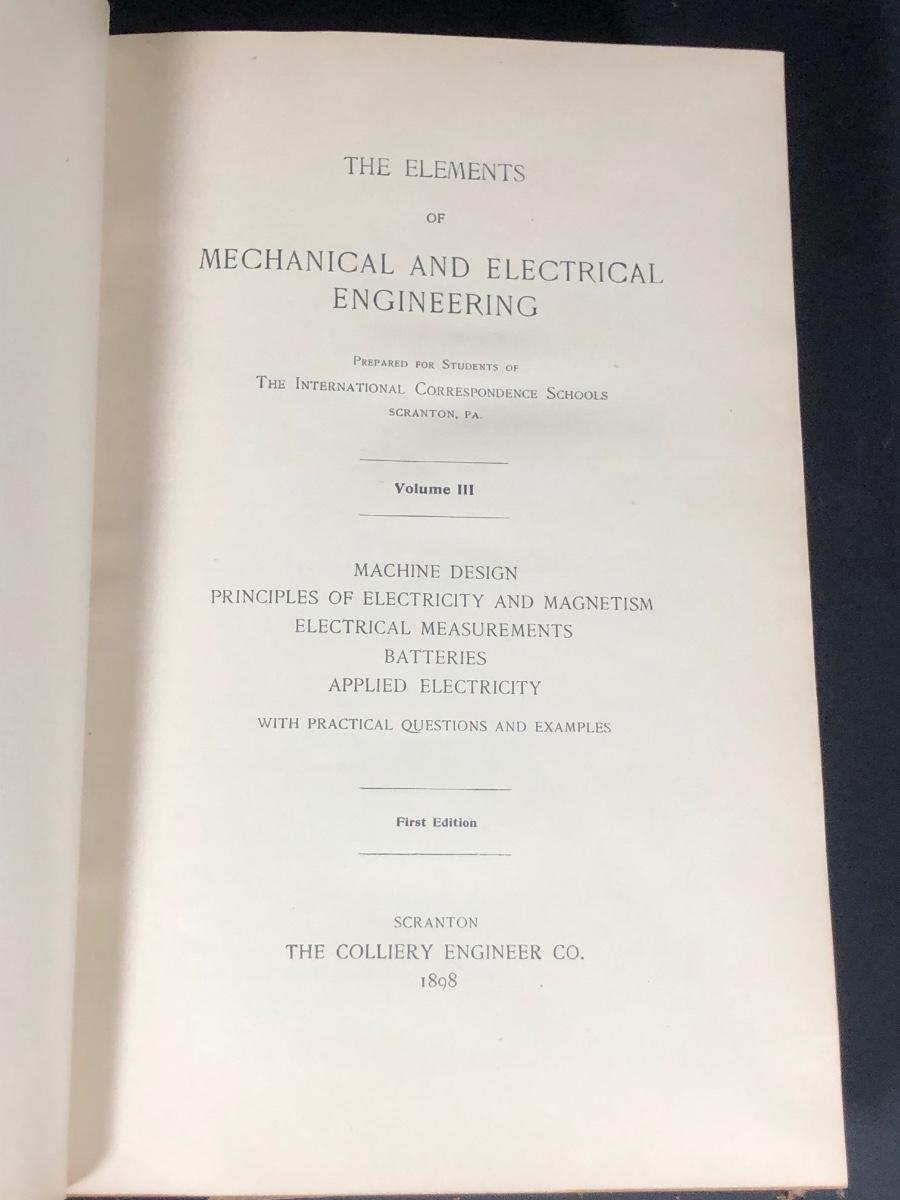 THE ELEMENTS
OF
MECHANICAL AND ELECTRICAL
ENGINEERING
PREPARED FOR STUDENTS OF
THE INTERNATIONAL CORRESPONDENCE SCHOOLS
SCRANTON, PA.
Volume III
MACHINE DESIGN
PRINCIPLES OF ELECTRICITY AND MAGNETISM
ELECTRICAL MEASUREMENTS
BATTERIES
APPLIED ELECTRICITY
WITH PRACTICAL QUESTIONS AND EXAMPLES
First Edition
SCRANTON
THE COLLIERY ENGINEER CO.
1898